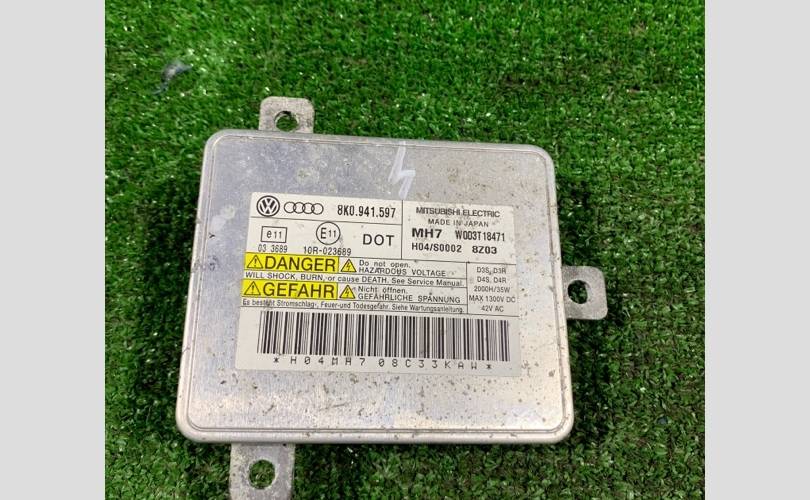 8K0.941.597
MITSUBISHI ELECTRIC
MADE IN JAPAN
MH7 W003T18471
H04/S0002 8Z03
e11
03 3689
E11
10R-023689
DOT
DANGER
Do not open.
HAZARDOUS VOLTAGE
WILL SHOCK, BURN, or cause DEATH. See Service Manual.
GEFAHR
Nicht öffnen.
GEFÄHRLICHE SPANNUNG
Es besteht Stromschlag-, Feuer-und Todesgefahr. Siehe Wartungsanleitung.
D3S, D3R
D4S, D4R
2000H/35W
MAX 1300V DC
42V AC
*H04MH708C33KAW*